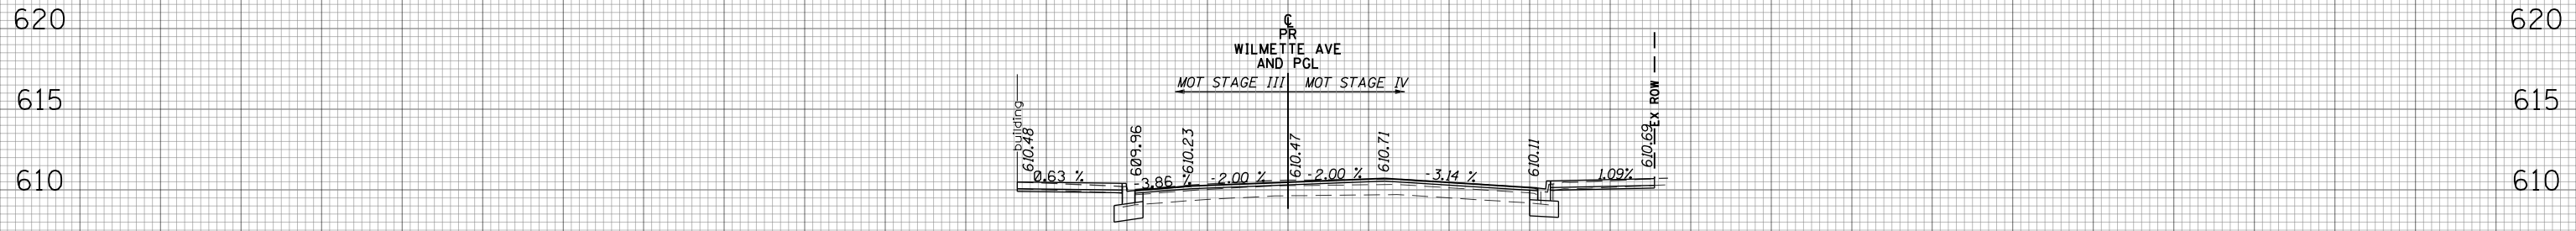 620
620
℄
PR
WILMETTE AVE
AND PGL
MOT STAGE III
MOT STAGE IV
EX ROW
615
615
building
610.48
609.96
610.23
610.47
610.71
610.11
610.69
610
610
0.63 %
-3.86 %
-2.00 %
-2.00 %
-3.14 %
1.09%